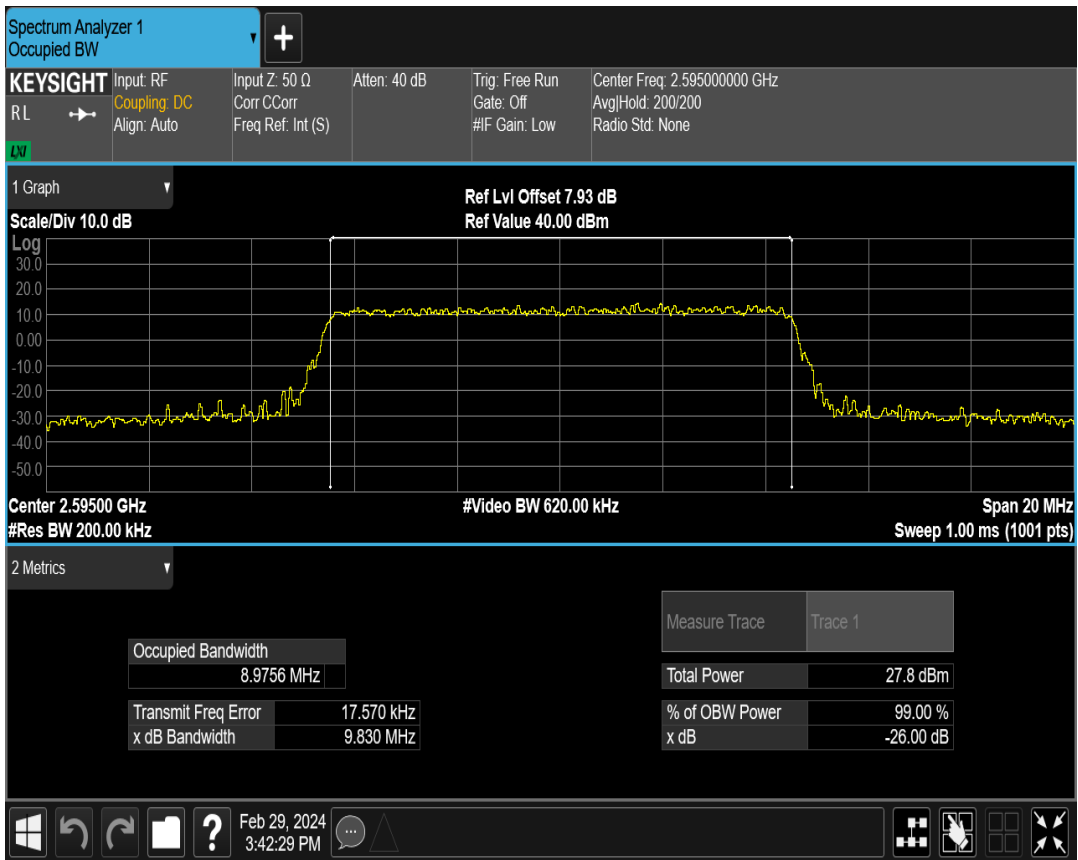 Spectrum Analyzer 1
Occupied BW
KEYSIGHT
RL
LXI
Input: RF
Coupling: DC
Align: Auto
Input Z: 50 Ω
Corr CCorr
Freq Ref: Int (S)
Atten: 40 dB
Trig: Free Run
Gate: Off
#IF Gain: Low
Center Freq: 2.595000000 GHz
Avg|Hold: 200/200
Radio Std: None
1 Graph
Ref Lvl Offset 7.93 dB
Scale/Div 10.0 dB
Ref Value 40.00 dBm
Log
30.0
20.0
10.0
0.00
-10.0
-20.0
-30.0
-40.0
-50.0
Center 2.59500 GHz
#Video BW 620.00 kHz
Span 20 MHz
#Res BW 200.00 kHz
Sweep 1.00 ms (1001 pts)
2 Metrics
Measure Trace
Trace 1
Occupied Bandwidth
8.9756 MHz
Total Power
27.8 dBm
Transmit Freq Error
17.570 kHz
% of OBW Power
99.00 %
x dB Bandwidth
9.830 MHz
x dB
-26.00 dB
Feb 29, 2024
3:42:29 PM